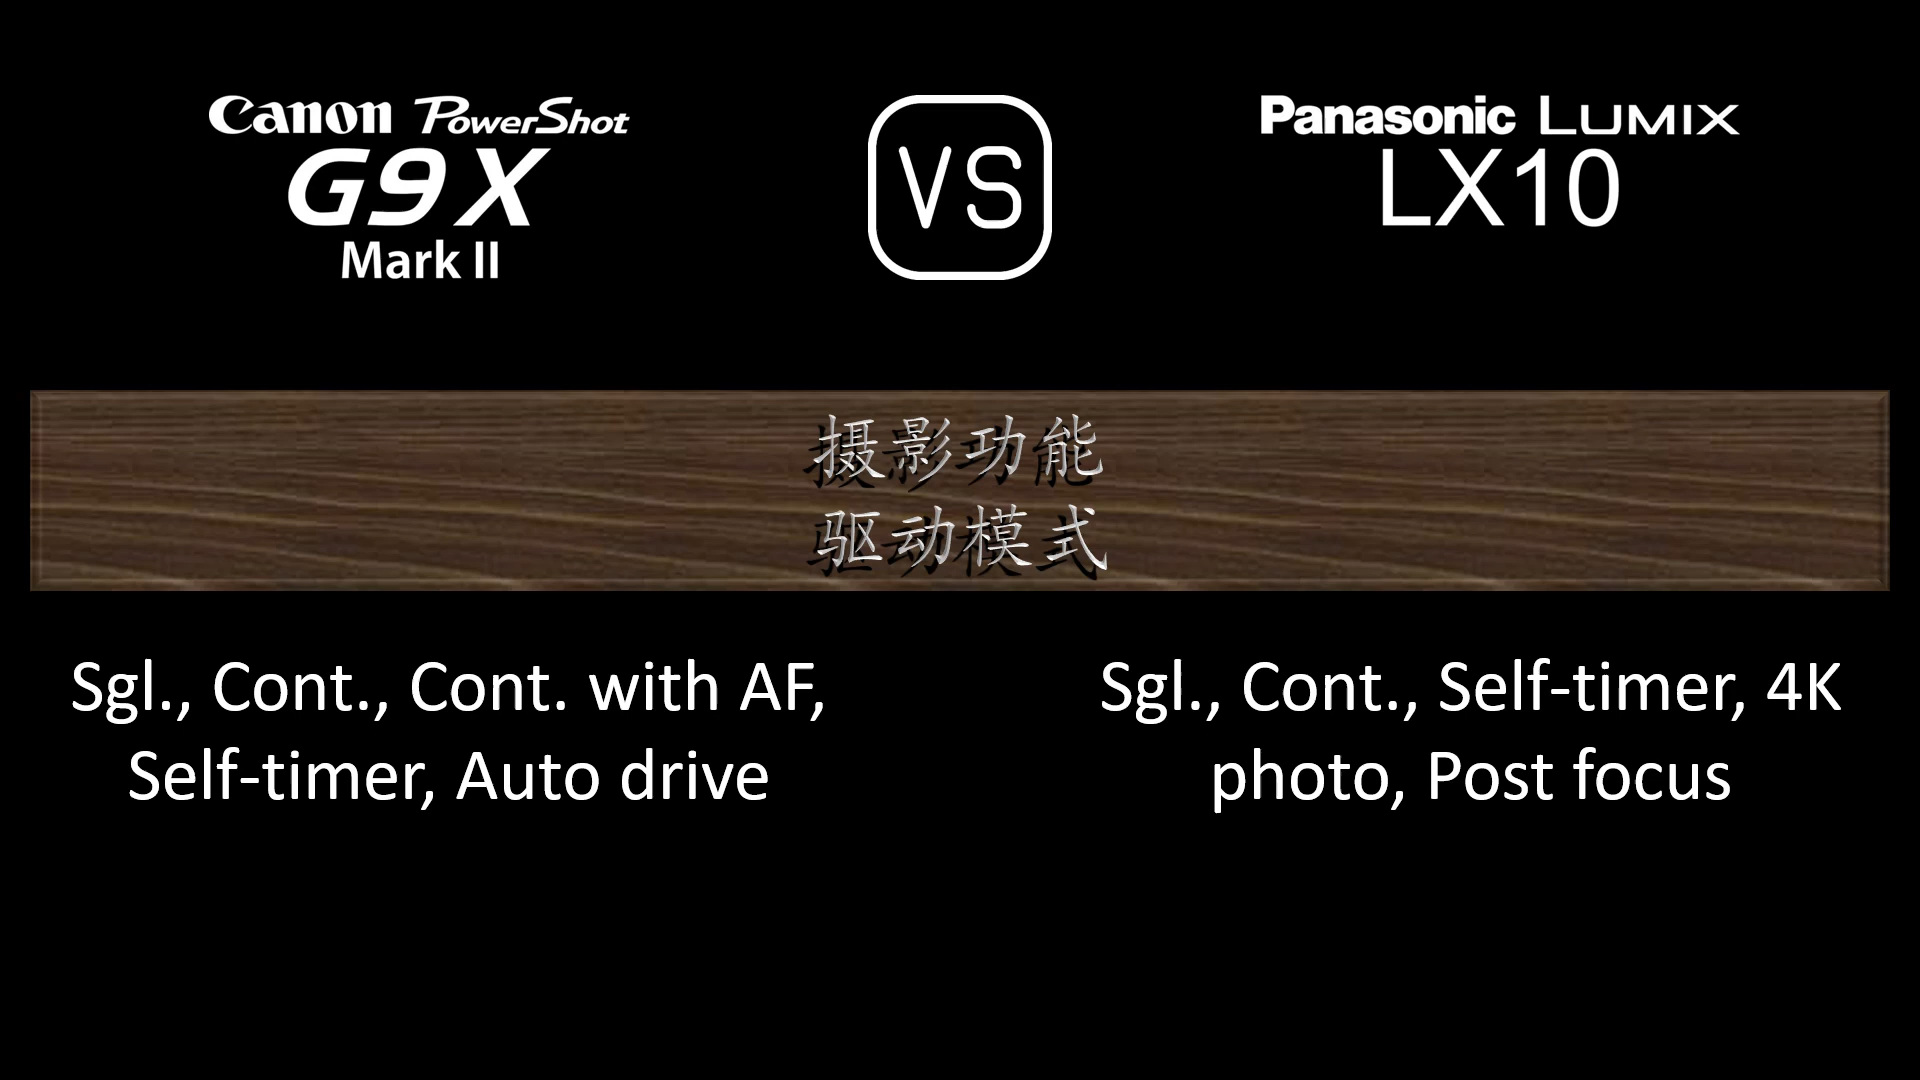 Canon PowerShot
G9 X
Mark II
VS
Panasonic LUMIX
LX10
摄影功能
驱动模式
Sgl., Cont., Cont. with AF,
Self-timer, Auto drive
Sgl., Cont., Self-timer, 4K
photo, Post focus